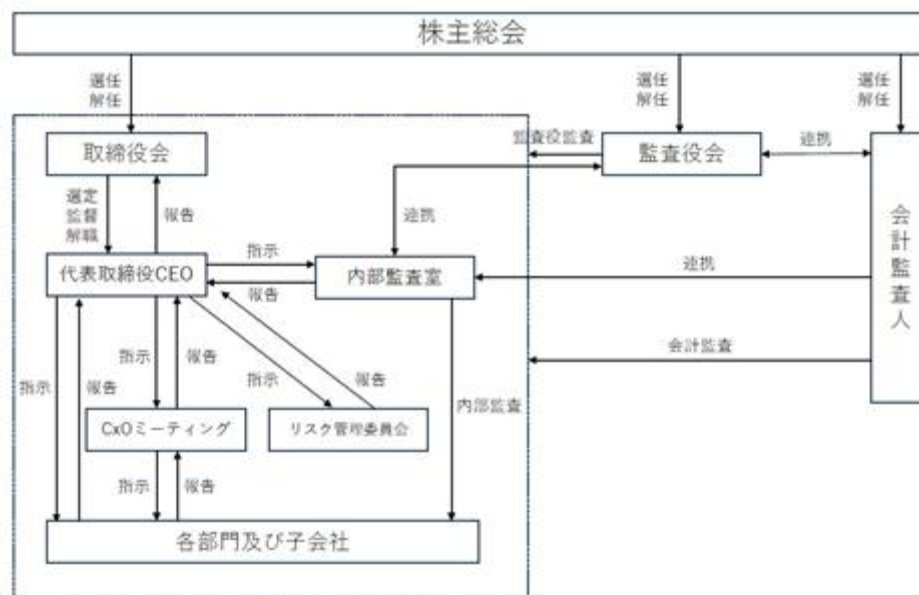 株主総会
選任
解任
選任
解任
選任
解任
取締役会
監査役監査
監査役会
連携
選定
監督
解職
報告
連携
会計監査人
指示
代表取締役CEO
内部監査室
連携
報告
会計監査
指示
報告
指示
報告
指示
報告
内部監査
CxOミーティング
リスク管理委員会
指示
報告
各部門及び子会社